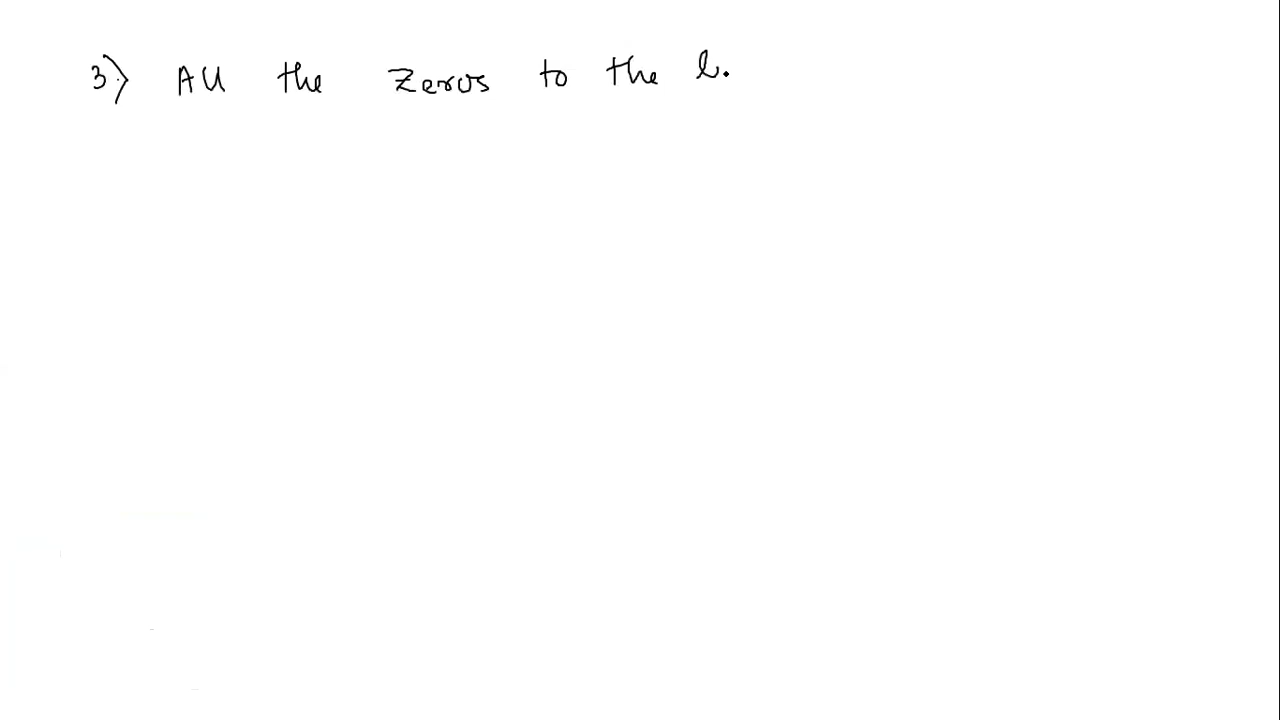 3) All the zeros to the l.